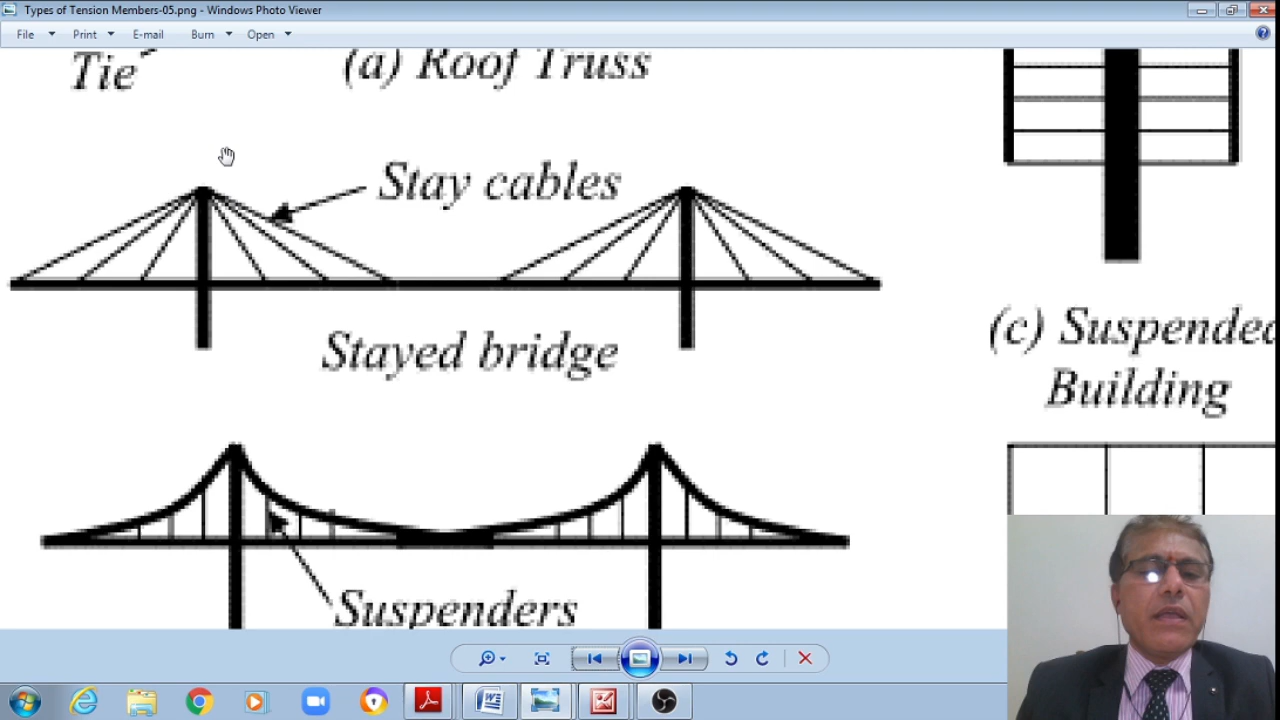 Types of Tension Members-05.png - Windows Photo Viewer
File Print E-mail Burn Open
Tie
(a) Roof Truss
Stay cables
Stayed bridge
(c) Suspended
Building
Suspenders